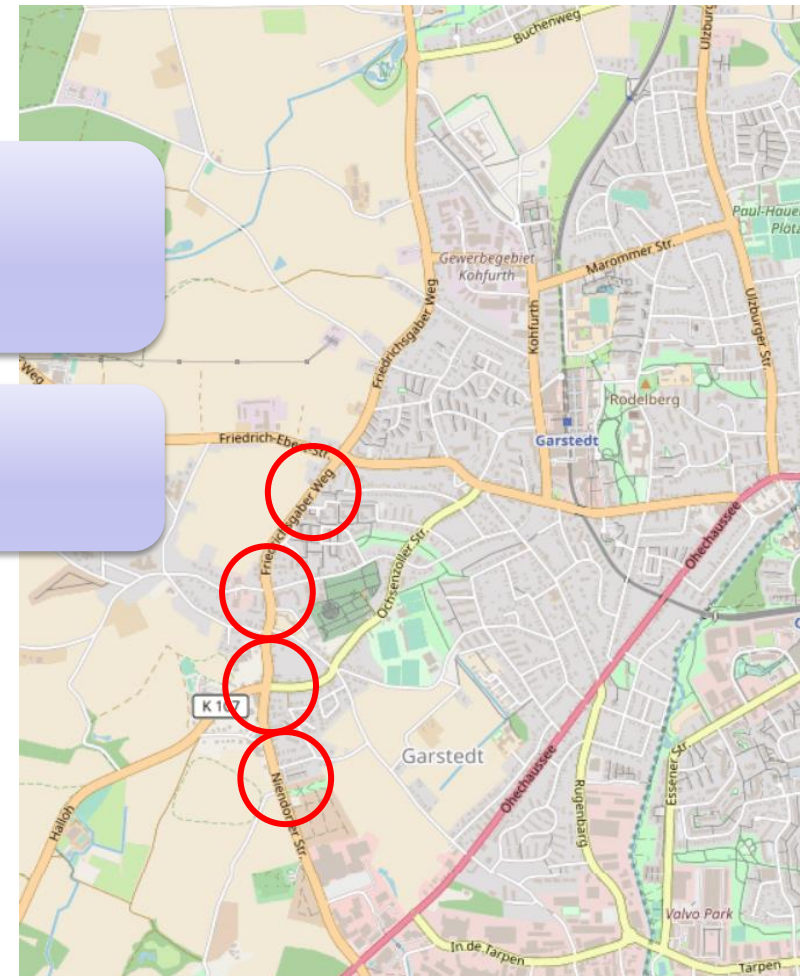 Buchenweg
Ulzburg
Paul-Hauer
Platz
Marommer Str.
Gewerbegebiet
Kohfurth
Friedrichsgaber Weg
Kohfurth
Ulzburger Str.
Weg
Rodelberg
Friedrich-Ebert-Str.
Garstedt
Friedrichsgaber Weg
Ohechaussee
Ochsenzoller Str.
K 107
Garstedt
Niendorfer Str.
Ohechaussee
Rugenbarg
Essener Str.
Halloh
Valvo Park
In de Tarpen
Tarpen